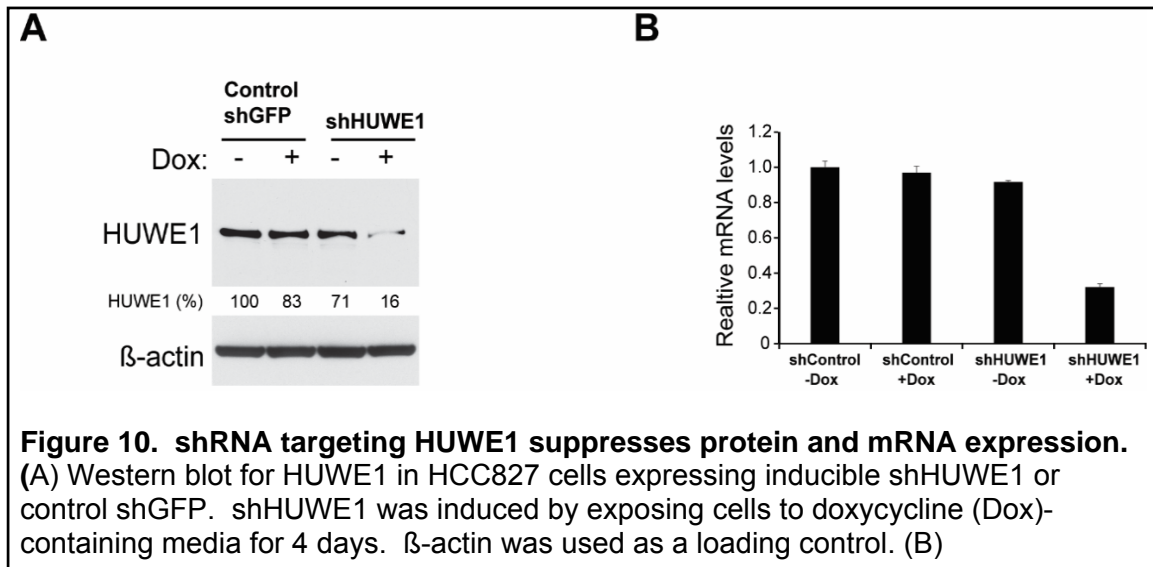 A
B
Control
shGFP
shHUWE1
Dox: - + - +
HUWE1
HUWE1 (%) 100 83 71 16
ß-actin
Realtive mRNA levels
1.2
1.0
0.8
0.6
0.4
0.2
0
shControl shControl shHUWE1 shHUWE1
-Dox +Dox -Dox +Dox
Figure 10. shRNA targeting HUWE1 suppresses protein and mRNA expression.
(A) Western blot for HUWE1 in HCC827 cells expressing inducible shHUWE1 or
control shGFP. shHUWE1 was induced by exposing cells to doxycycline (Dox)-
containing media for 4 days. ß-actin was used as a loading control. (B)